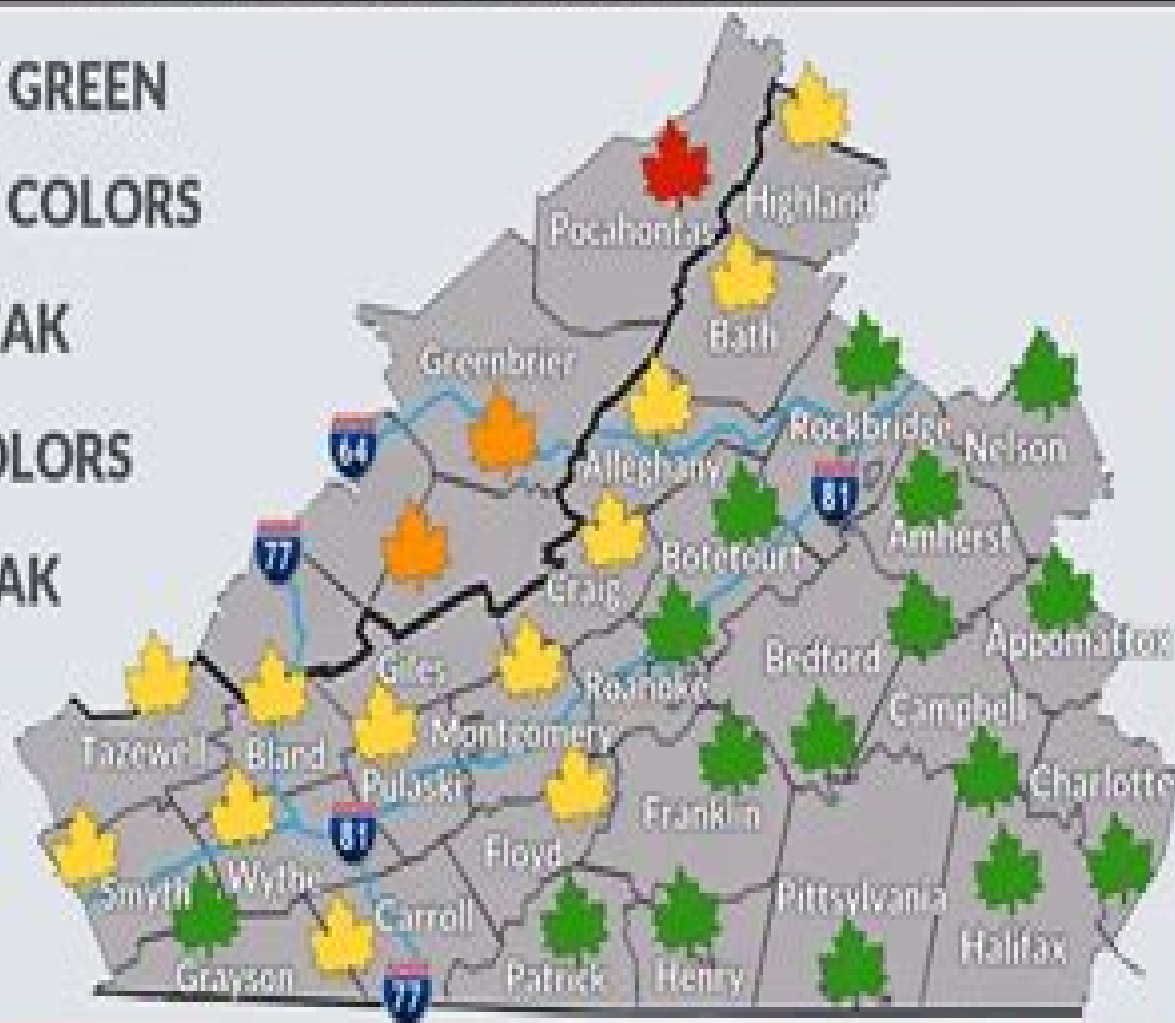 GREEN
COLORS
AK
OLORS
AK
Highland
Pocahontas
Bath
Greenbrier
64
Rockbridge
Nelson
Alleghany
81
77
Amherst
Botetourt
Craig
Appomattox
Bedford
Giles
Roanoke
Campbell
Montgomery
Tazewell
Bland
Pulaski
Charlotte
Franklin
81
Floyd
Smyth
Wythe
Pittsylvania
Carroll
Halifax
Grayson
Patrick
Henry
77